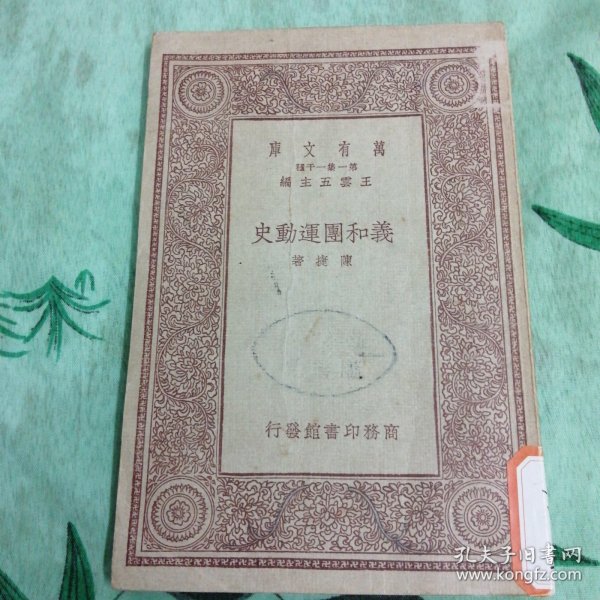 萬有文庫
第一集一千種
王雲五主編
義和團運動史
陳捷著
商務印書館發行
孔夫子旧书网
www.kongfz.com